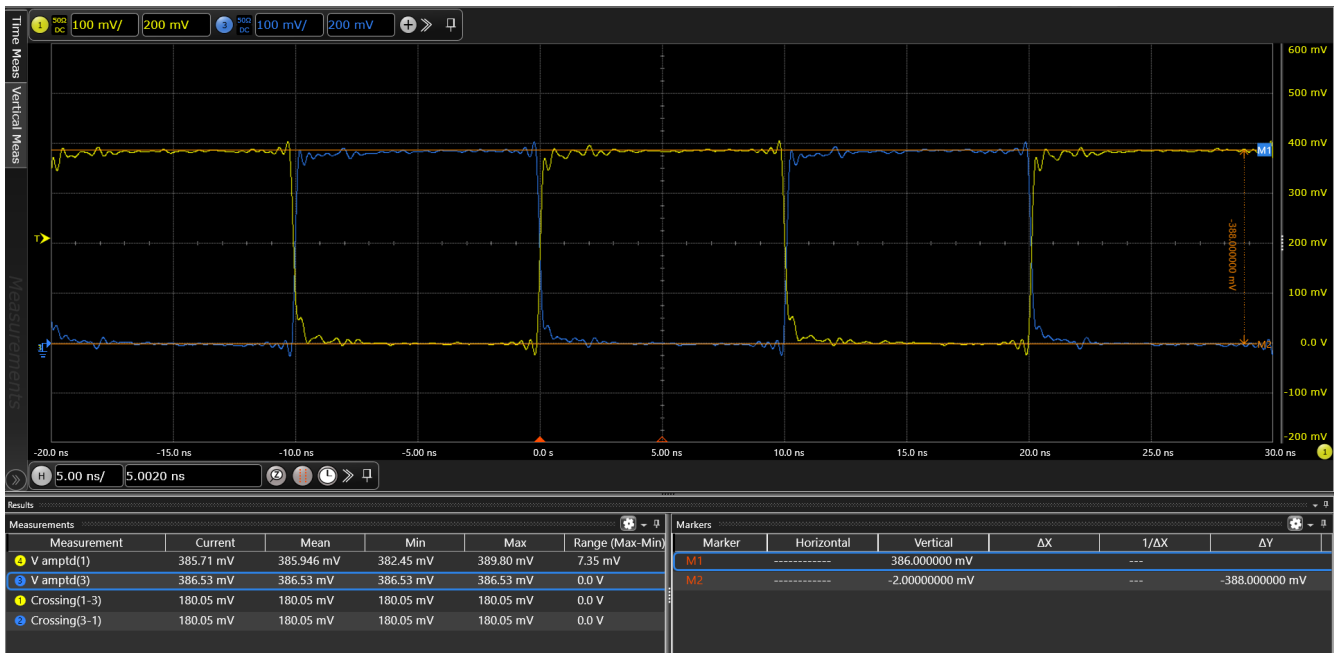 Time Meas
Vertical Meas
Measurements
1 50Ω DC 100 mV/ 200 mV 3 50Ω DC 100 mV/ 200 mV
600 mV
500 mV
400 mV
M1
300 mV
-388.000000 mV
T
200 mV
100 mV
0.0 V
M2
-100 mV
-200 mV
-20.0 ns -15.0 ns -10.0 ns -5.00 ns 0.0 s 5.00 ns 10.0 ns 15.0 ns 20.0 ns 25.0 ns 30.0 ns 1
H 5.00 ns/ 5.0020 ns Z
Results
Measurements
Measurement Current Mean Min Max Range (Max-Min)
4 V amptd(1) 385.71 mV 385.946 mV 382.45 mV 389.80 mV 7.35 mV
3 V amptd(3) 386.53 mV 386.53 mV 386.53 mV 386.53 mV 0.0 V
1 Crossing(1-3) 180.05 mV 180.05 mV 180.05 mV 180.05 mV 0.0 V
2 Crossing(3-1) 180.05 mV 180.05 mV 180.05 mV 180.05 mV 0.0 V
Markers
Marker Horizontal Vertical ΔX 1/ΔX ΔY
M1 ------------ 386.000000 mV ---
M2 ------------ -2.00000000 mV --- -388.000000 mV